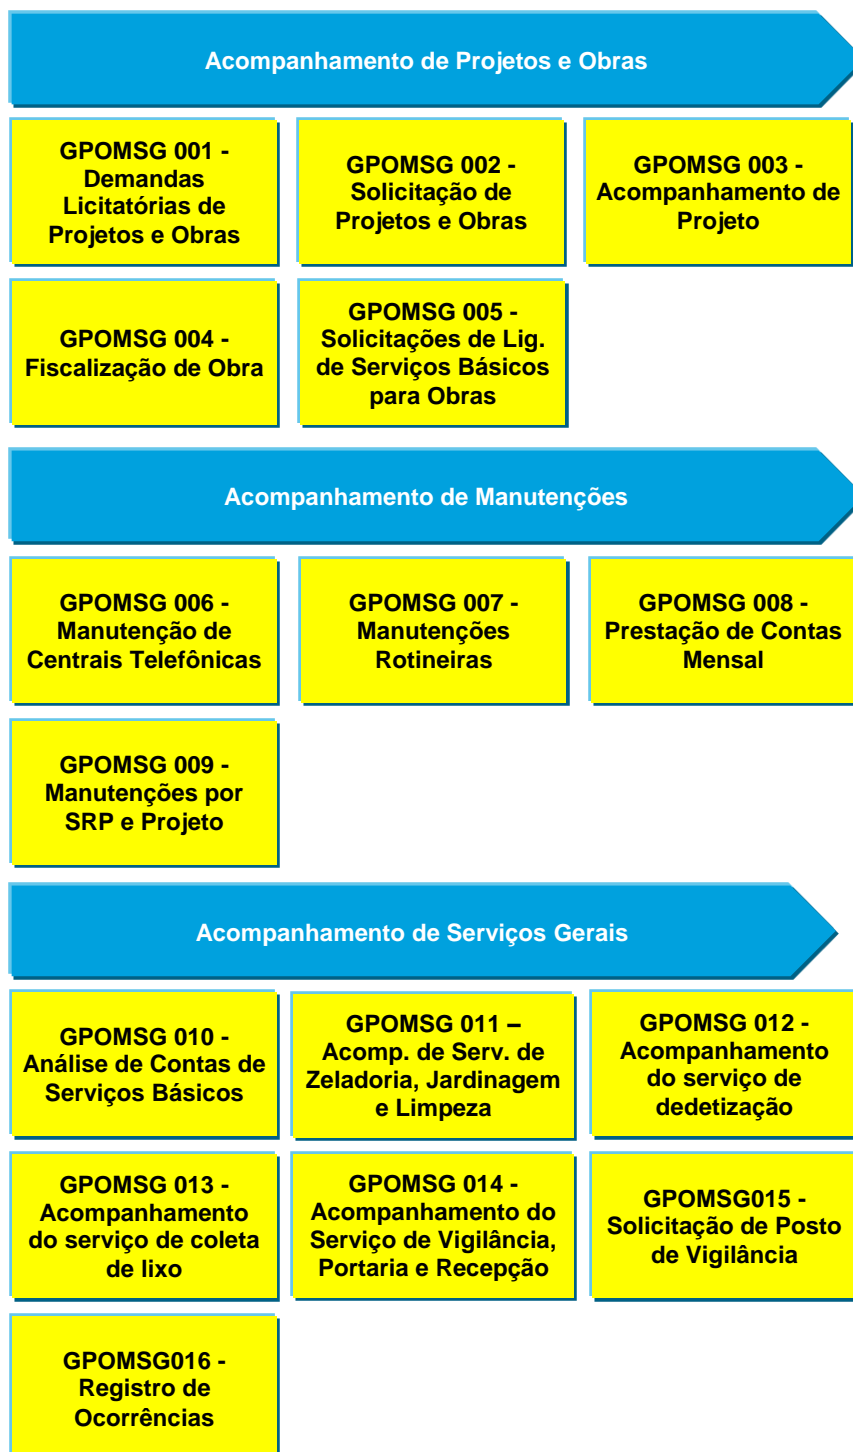 Acompanhamento de Projetos e Obras
GPOMSG 001 -
Demandas
Licitatórias de
Projetos e Obras
GPOMSG 002 -
Solicitação de
Projetos e Obras
GPOMSG 003 -
Acompanhamento de
Projeto
GPOMSG 004 -
Fiscalização de Obra
GPOMSG 005 -
Solicitações de Lig.
de Serviços Básicos
para Obras
Acompanhamento de Manutenções
GPOMSG 006 -
Manutenção de
Centrais Telefônicas
GPOMSG 007 -
Manutenções
Rotineiras
GPOMSG 008 -
Prestação de Contas
Mensal
GPOMSG 009 -
Manutenções por
SRP e Projeto
Acompanhamento de Serviços Gerais
GPOMSG 010 -
Análise de Contas de
Serviços Básicos
GPOMSG 011 –
Acomp. de Serv. de
Zeladoria, Jardinagem
e Limpeza
GPOMSG 012 -
Acompanhamento
do serviço de
dedetização
GPOMSG 013 -
Acompanhamento
do serviço de coleta
de lixo
GPOMSG 014 -
Acompanhamento do
Serviço de Vigilância,
Portaria e Recepção
GPOMSG015 -
Solicitação de Posto
de Vigilância
GPOMSG016 -
Registro de
Ocorrências